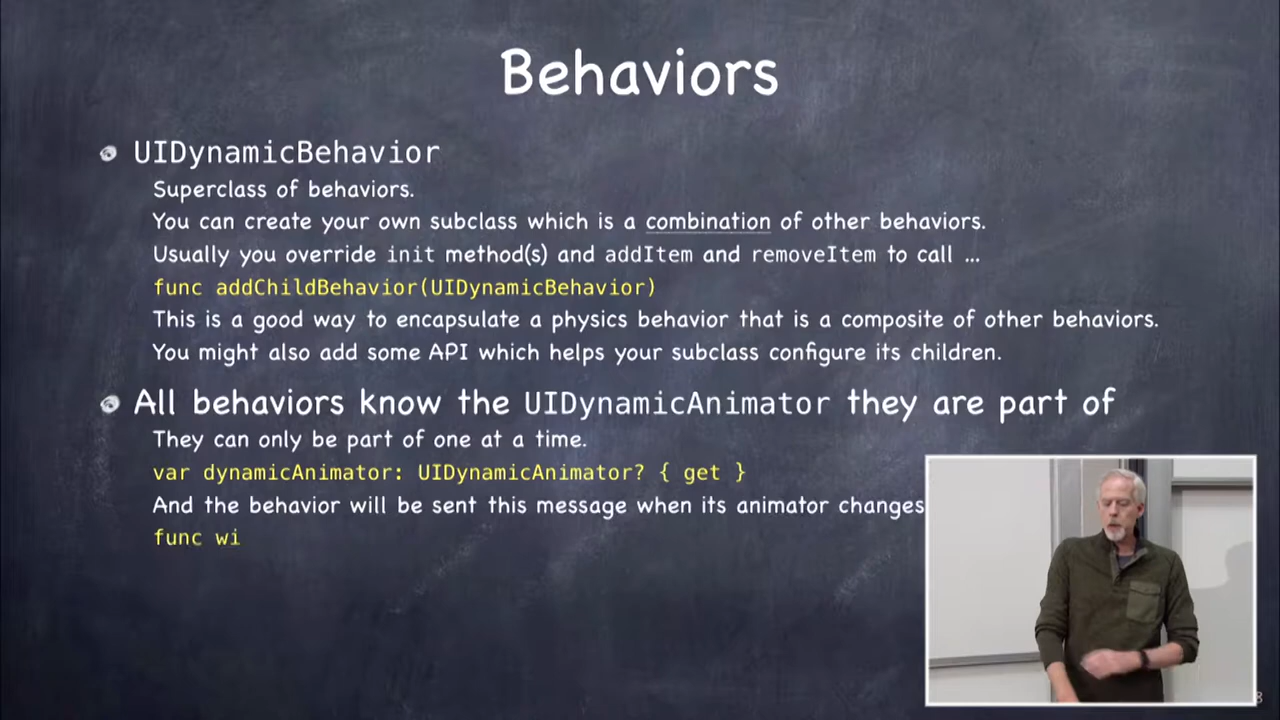 Behaviors
UIDynamicBehavior
Superclass of behaviors.
You can create your own subclass which is a combination of other behaviors.
Usually you override init method(s) and addItem and removeItem to call ...
func addChildBehavior(UIDynamicBehavior)
This is a good way to encapsulate a physics behavior that is a composite of other behaviors.
You might also add some API which helps your subclass configure its children.
All behaviors know the UIDynamicAnimator they are part of
They can only be part of one at a time.
var dynamicAnimator: UIDynamicAnimator? { get }
And the behavior will be sent this message when its animator changes
func wi
8